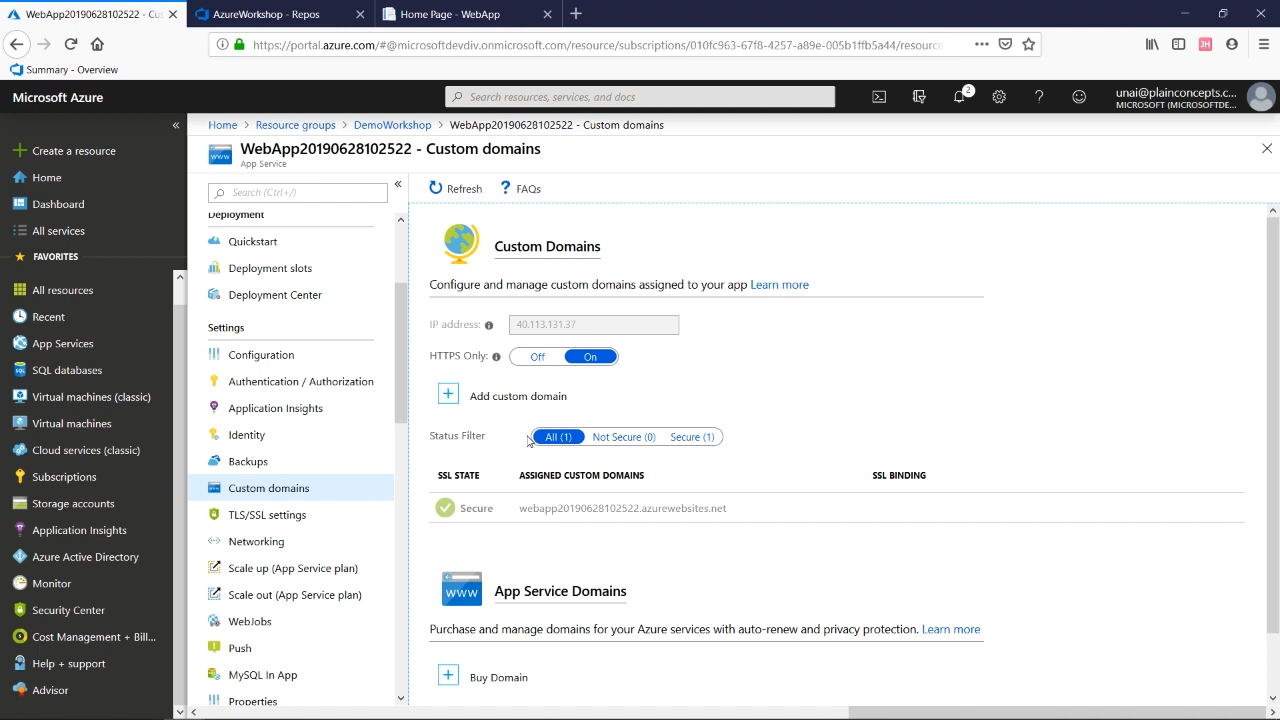 WebApp20190628102522 - Cus
AzureWorkshop - Repos
Home Page - WebApp
https://portal.azure.com/#@microsoftdevdiv.onmicrosoft.com/resource/subscriptions/010fc963-67f8-4257-a89e-005b1ffb5a44/resource
JH
Summary - Overview
Microsoft Azure
Search resources, services, and docs
2
unai@plainconcepts.c...
MICROSOFT (MICROSOFTDE...
Home > Resource groups > DemoWorkshop > WebApp20190628102522 - Custom domains
WebApp20190628102522 - Custom domains
App Service
Create a resource
Home
Dashboard
All services
FAVORITES
All resources
Recent
App Services
SQL databases
Virtual machines (classic)
Virtual machines
Cloud services (classic)
Subscriptions
Storage accounts
Application Insights
Azure Active Directory
Monitor
Security Center
Cost Management + Bill...
Help + support
Advisor
Search (Ctrl+/)
Deployment
Quickstart
Deployment slots
Deployment Center
Settings
Configuration
Authentication / Authorization
Application Insights
Identity
Backups
Custom domains
TLS/SSL settings
Networking
Scale up (App Service plan)
Scale out (App Service plan)
WebJobs
Push
MySQL In App
Properties
Refresh
FAQs
Custom Domains
Configure and manage custom domains assigned to your app Learn more
IP address: 40.113.131.37
HTTPS Only: Off On
Add custom domain
Status Filter All (1) Not Secure (0) Secure (1)
SSL STATE ASSIGNED CUSTOM DOMAINS SSL BINDING
Secure webapp20190628102522.azurewebsites.net
www
App Service Domains
Purchase and manage domains for your Azure services with auto-renew and privacy protection. Learn more
Buy Domain